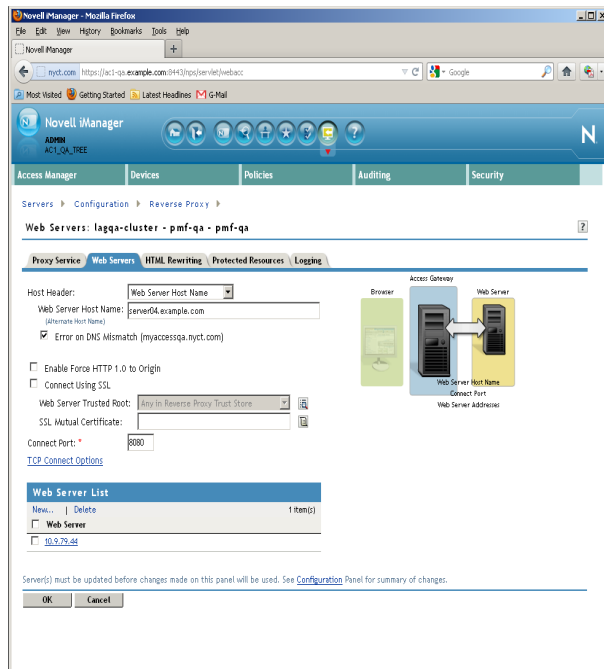 Novell iManager - Mozilla Firefox
File Edit View History Bookmarks Tools Help
Novell iManager +
nyct.com https://ac1-qa.example.com:8443/nps/servlet/webacc Google
Most Visited Getting Started Latest Headlines G-Mail
Novell iManager
ADMIN
AC1_QA_TREE
N
Access Manager Devices Policies Auditing Security
Servers Configuration Reverse Proxy
Web Servers: lagqa-cluster - pmf-qa - pmf-qa ?
Proxy Service Web Servers HTML Rewriting Protected Resources Logging
Host Header: Web Server Host Name
Web Server Host Name: server04.example.com
(Alternate Host Name)
Error on DNS Mismatch (myaccessqa.nyct.com)
Enable Force HTTP 1.0 to Origin
Connect Using SSL
Web Server Trusted Root: Any in Reverse Proxy Trust Store
SSL Mutual Certificate:
Connect Port: * 8080
TCP Connect Options
Access Gateway
Browser Web Server
Web Server Host Name
Connect Port
Web Server Addresses
Web Server List
New... | Delete 1 item(s)
Web Server
10.9.79.44
Server(s) must be updated before changes made on this panel will be used. See Configuration Panel for summary of changes.
OK Cancel